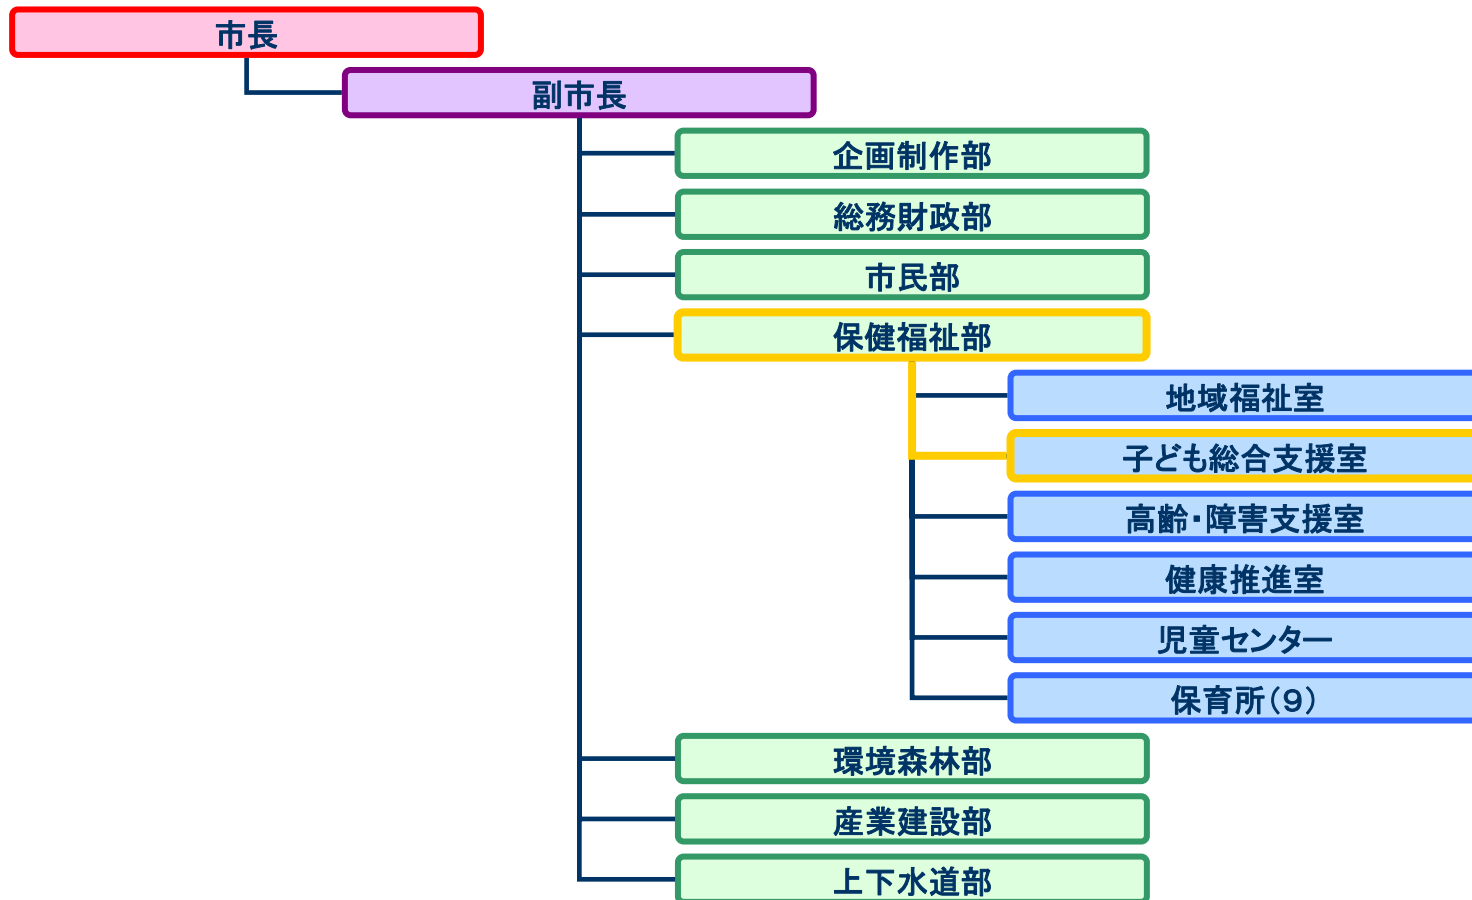 市長
副市長
企画制作部
総務財政部
市民部
保健福祉部
地域福祉室
子ども総合支援室
高齢・障害支援室
健康推進室
児童センター
保育所（９）
環境森林部
産業建設部
上下水道部